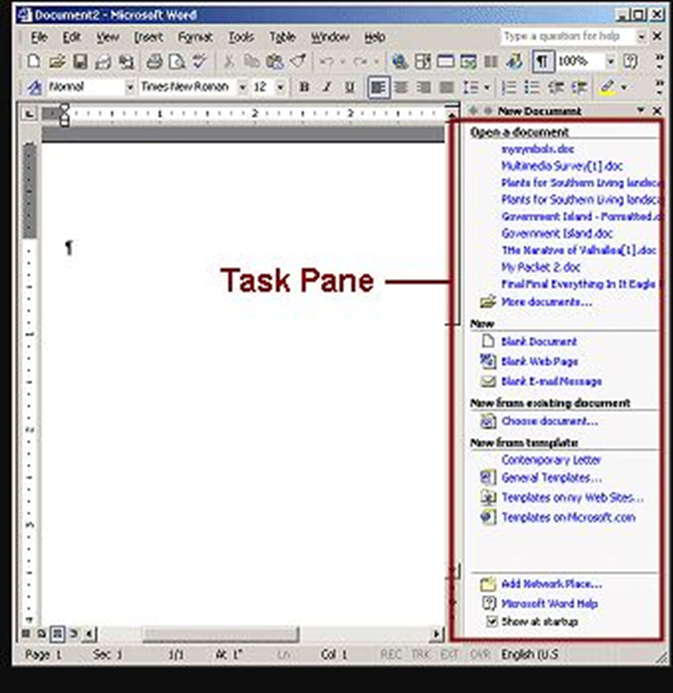 Document2 - Microsoft Word
File Edit View Insert Format Tools Table Window Help Type a question for help
¶ 100%
Normal Times New Roman 12 B I U
1 2 2
New Document
Open a document
mysymbols.doc
Multimedia Survey[1].doc
Plants for Southern Living landsca
Plants for Southern Living landsca
Government Island - Formatted.d
Government Island.doc
THe Narative of Valhallea[1].doc
¶
My Packet 2.doc
Task Pane
Final Final Everything In It Eagle
More documents...
New
Blank Document
Blank Web Page
Blank E-mail Message
New from existing document
Choose document...
New from template
Contemporary Letter
General Templates...
Templates on my Web Sites...
Templates on Microsoft.com
Add Network Place...
Microsoft Word Help
Show at startup
Page 1 Sec 1 1/1 At 1" Ln Col 1 REC TRK EXT OVR English (U.S